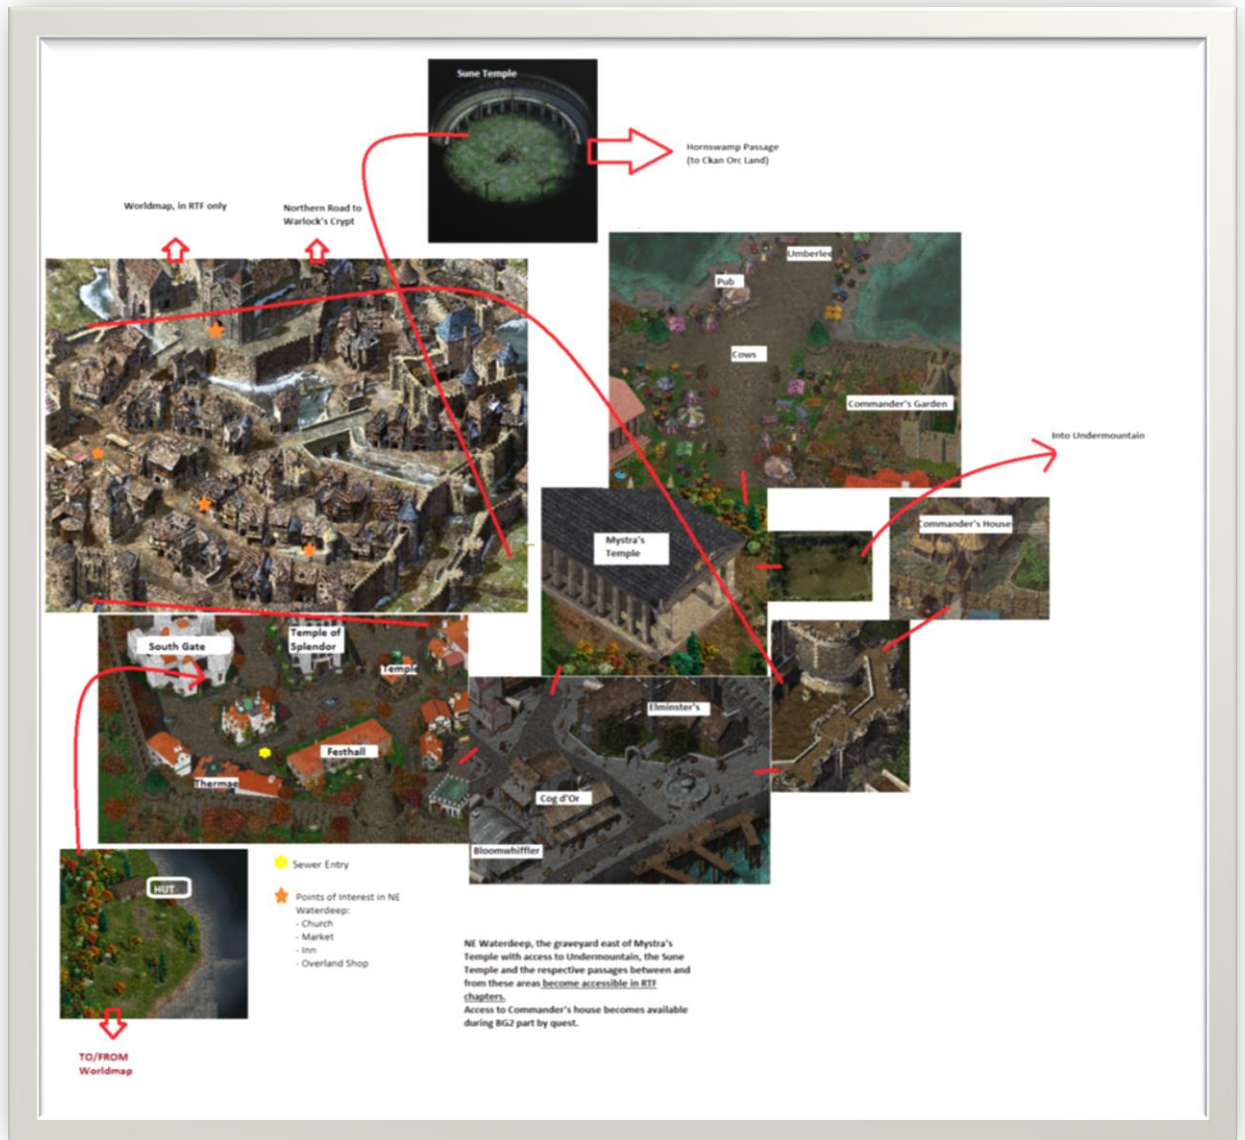 Sune Temple
Hornswamp Passage
(to Ckan Orc Land)
Worldmap, in RTF only
Northern Road to
Warlock's Crypt
Umberlee
Pub
Cows
Commander's Garden
Into Undermountain
Commander's House
Mystra's
Temple
South Gate
Temple of
Splendor
Temple
Elminster's
Festhall
Thermae
Cog d'Or
Bloomwhiffler
HUT
Sewer Entry
Points of Interest in NE
Waterdeep:
- Church
- Market
- Inn
- Overland Shop
NE Waterdeep, the graveyard east of Mystra's
Temple with access to Undermountain, the Sune
Temple and the respective passages between and
from these areas become accessible in RTF
chapters.
Access to Commander's house becomes available
during BG2 part by quest.
TO/FROM
Worldmap